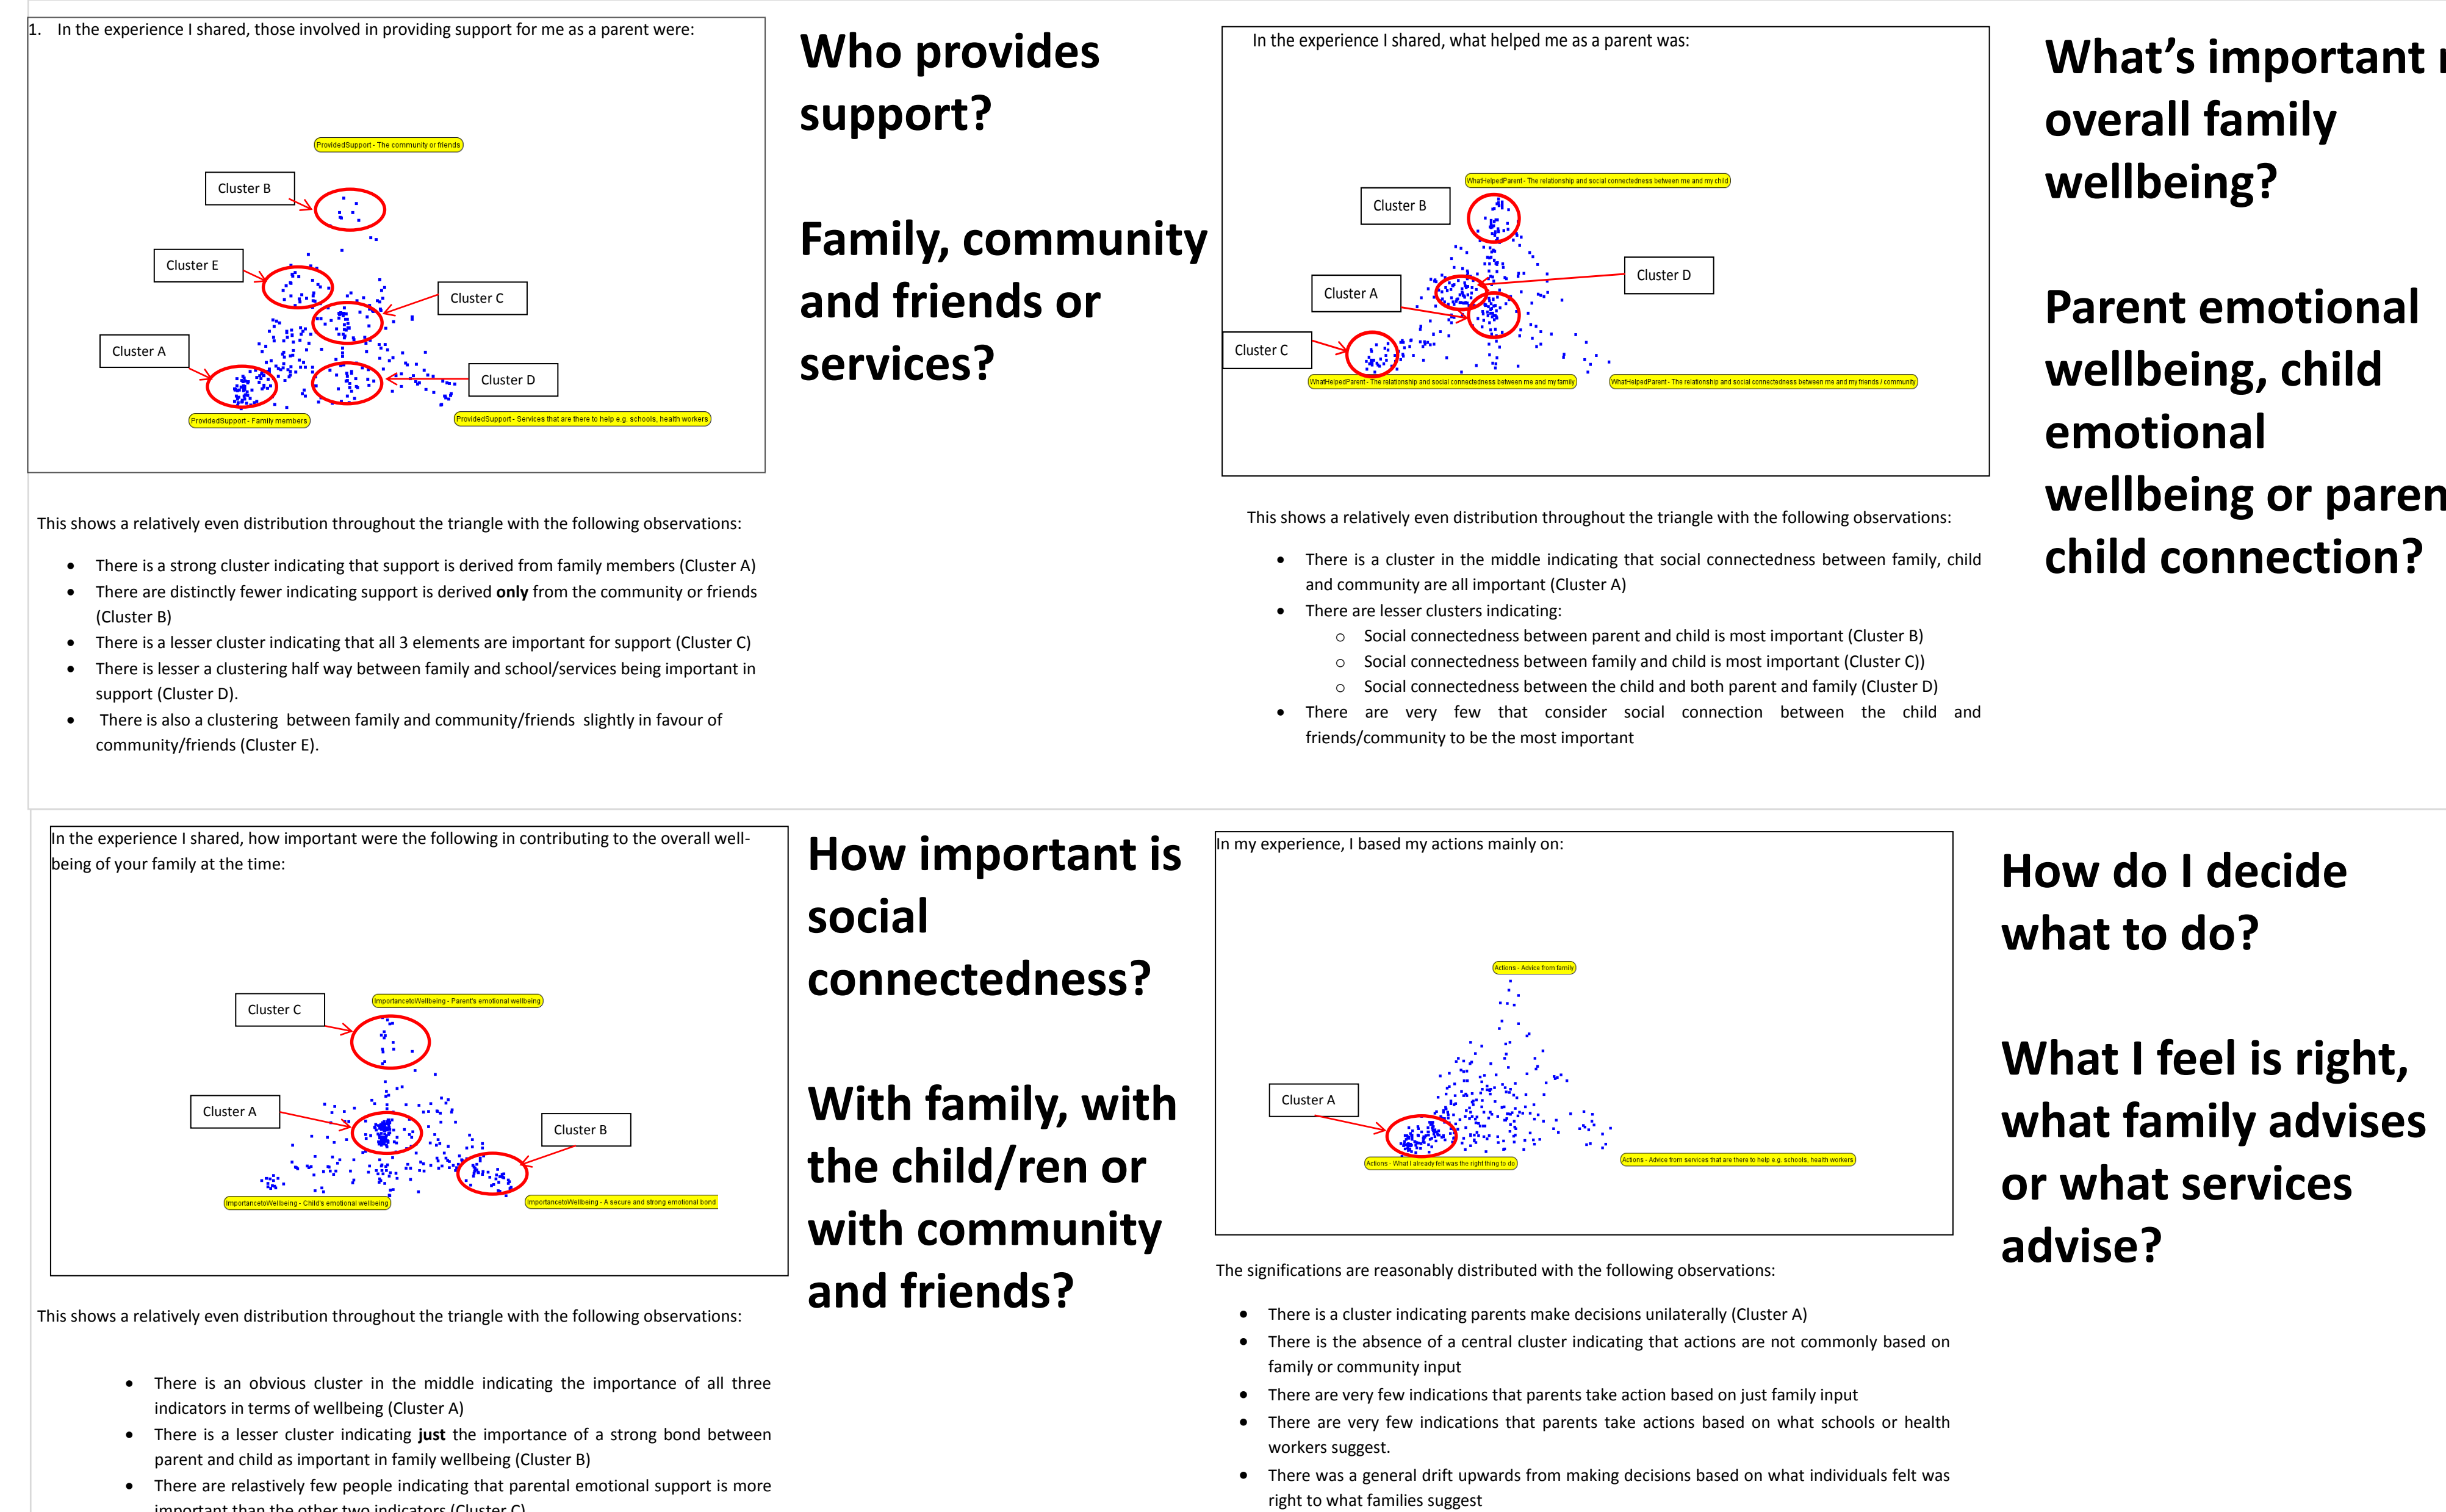 1. In the experience I shared, those involved in providing support for me as a parent were:
ProvidedSupport - The community or friends
Cluster B
Cluster E
Cluster C
Cluster A
Cluster D
ProvidedSupport - Family members
ProvidedSupport - Services that are there to help e.g. schools, health workers
This shows a relatively even distribution throughout the triangle with the following observations:
• There is a strong cluster indicating that support is derived from family members (Cluster A)
• There are distinctly fewer indicating support is derived only from the community or friends
(Cluster B)
• There is a lesser cluster indicating that all 3 elements are important for support (Cluster C)
• There is lesser a clustering half way between family and school/services being important in
support (Cluster D).
• There is also a clustering between family and community/friends slightly in favour of
community/friends (Cluster E).
Who provides
support?
Family, community
and friends or
services?
In the experience I shared, what helped me as a parent was:
WhatHelpedParent - The relationship and social connectedness between me and my child
Cluster B
Cluster D
Cluster A
Cluster C
WhatHelpedParent - The relationship and social connectedness between me and my family
WhatHelptwdParent - The relationship and social connectedness between me and my friends / community
This shows a relatively even distribution throughout the triangle with the following observations:
• There is a cluster in the middle indicating that social connectedness between family, child
and community are all important (Cluster A)
• There are lesser clusters indicating:
o Social connectedness between parent and child is most important (Cluster B)
o Social connectedness between family and child is most important (Cluster C))
o Social connectedness between the child and both parent and family (Cluster D)
• There are very few that consider social connection between the child and
friends/community to be the most important
What's important
overall family
wellbeing?
Parent emotional
wellbeing, child
emotional
wellbeing or paren
child connection?
In the experience I shared, how important were the following in contributing to the overall well-
being of your family at the time:
Cluster C
ImportancetoWellbeing - Parent's emotional wellbeing
Cluster A
Cluster B
ImportancetoWellbeing - Child's emotional wellbeing
ImportancetoWellbeing - A secure and strong emotional bond
This shows a relatively even distribution throughout the triangle with the following observations:
• There is an obvious cluster in the middle indicating the importance of all three
indicators in terms of wellbeing (Cluster A)
• There is a lesser cluster indicating just the importance of a strong bond between
parent and child as important in family wellbeing (Cluster B)
• There are relastively few people indicating that parental emotional support is more
important than the other two indicators (Cluster C)
How important is
social
connectedness?
With family, with
the child/ren or
with community
and friends?
In my experience, I based my actions mainly on:
Actions - Advice from family
Cluster A
Actions - What I already felt was the right thing to do
Actions - Advice from services that are there to help e.g. schools, health workers
The significations are reasonably distributed with the following observations:
• There is a cluster indicating parents make decisions unilaterally (Cluster A)
• There is the absence of a central cluster indicating that actions are not commonly based on
family or community input
• There are very few indications that parents take action based on just family input
• There are very few indications that parents take actions based on what schools or health
workers suggest.
• There was a general drift upwards from making decisions based on what individuals felt was
right to what families suggest
How do I decide
what to do?
What I feel is right,
what family advises
or what services
advise?